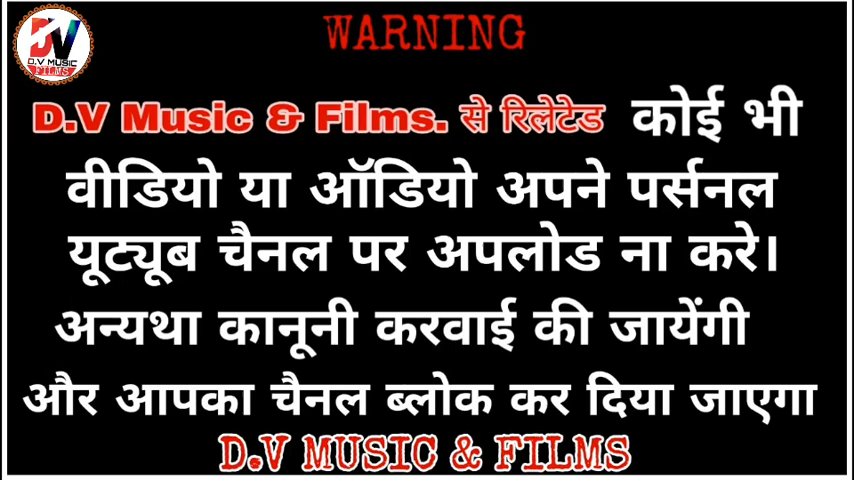 DV
D.V MUSIC
FILMS
WARNING
D.V Music & Films. से रिलेटेड कोई भी
वीडियो या ऑडियो अपने पर्सनल
यूट्यूब चैनल पर अपलोड ना करे।
अन्यथा कानूनी करवाई की जायेंगी
और आपका चैनल ब्लोक कर दिया जाएगा
D.V MUSIC & FILMS